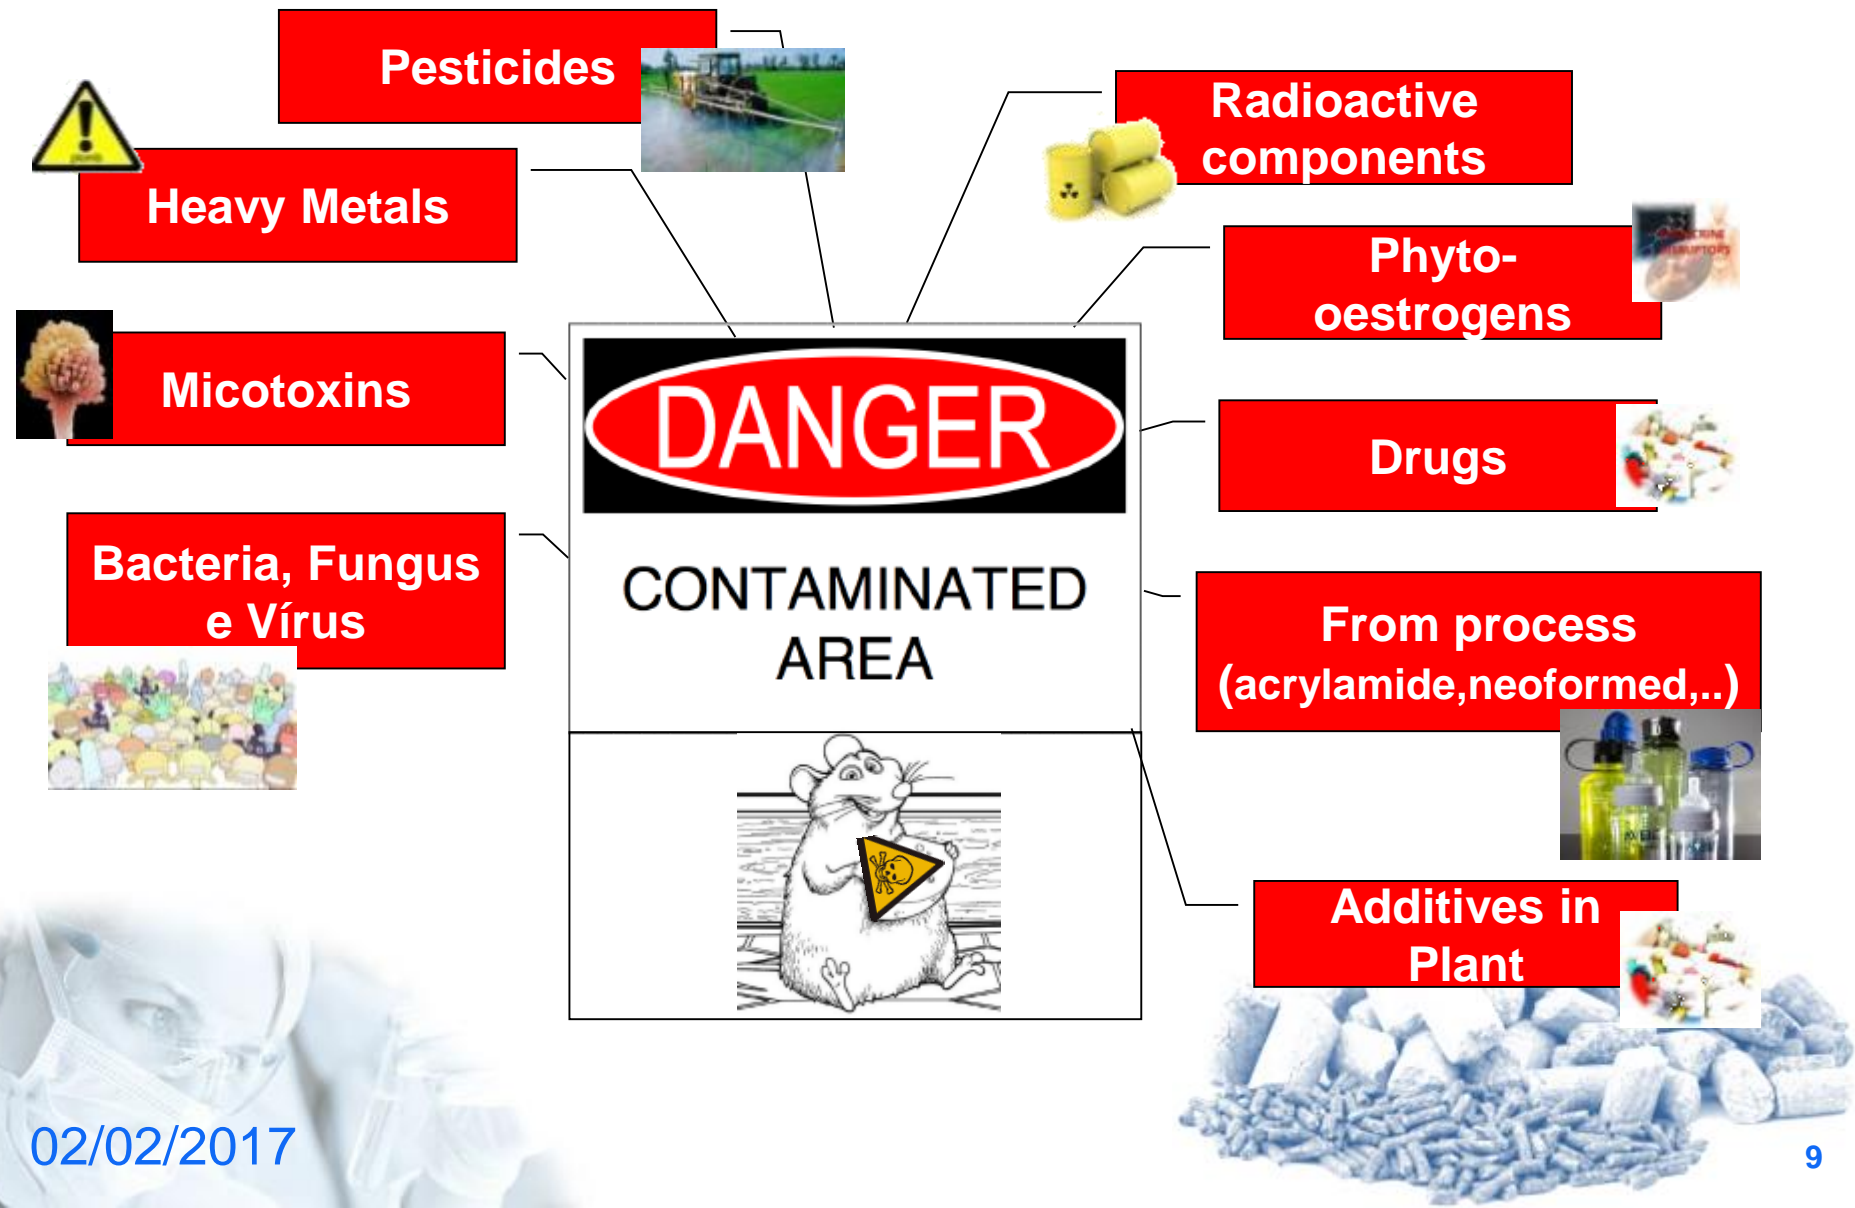 Pesticides
Heavy Metals
Micotoxins
Bacteria, Fungus
e Vírus
DANGER
CONTAMINATED
AREA
Radioactive
components
Phyto-
oestrogens
Drugs
From process
(acrylamide,neoformed,..)
Additives in
Plant
02/02/2017
9